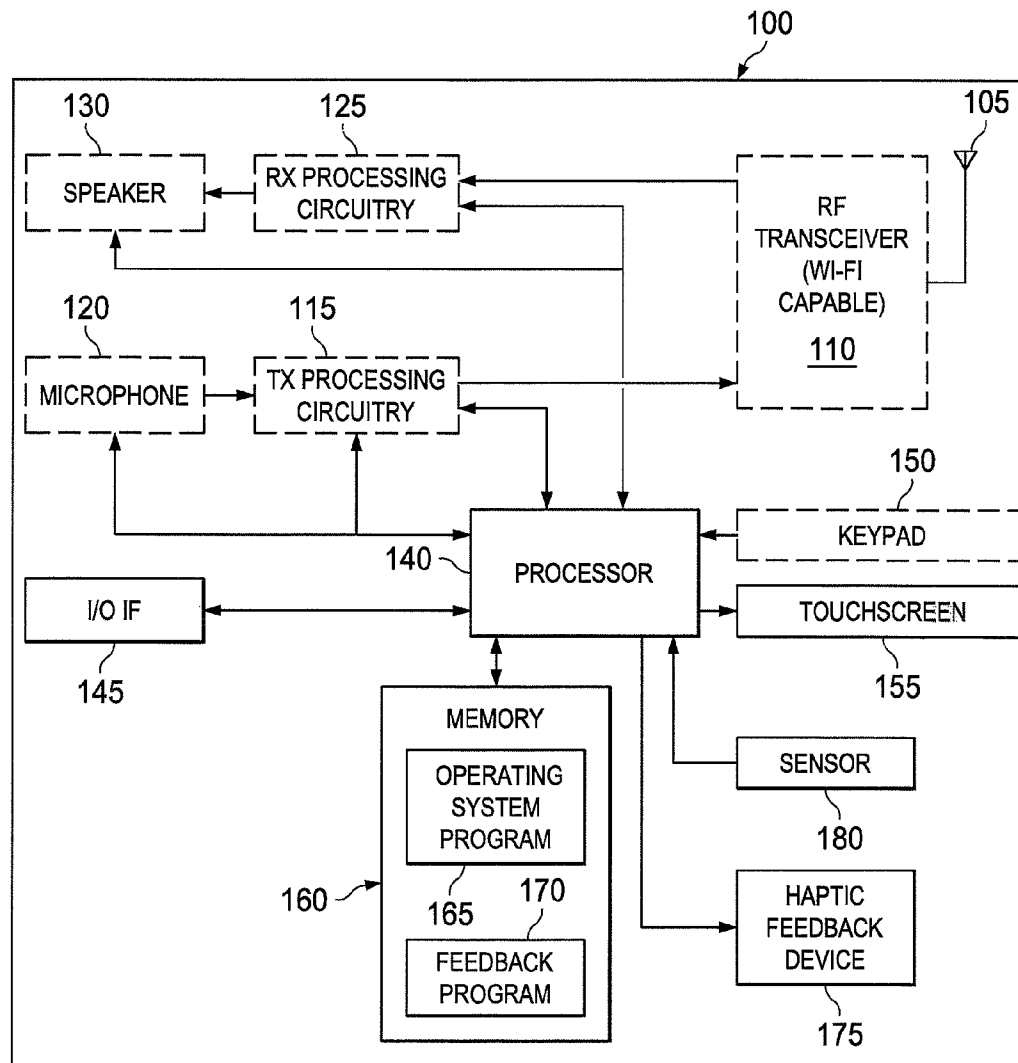 100
130
125
105
SPEAKER
RX PROCESSING
CIRCUITRY
RF
TRANSCEIVER
(WI-FI
CAPABLE)
110
120
115
MICROPHONE
TX PROCESSING
CIRCUITRY
150
KEYPAD
140
PROCESSOR
I/O IF
145
TOUCHSCREEN
155
MEMORY
OPERATING
SYSTEM
PROGRAM
165
160
170
FEEDBACK
PROGRAM
SENSOR
180
HAPTIC
FEEDBACK
DEVICE
175